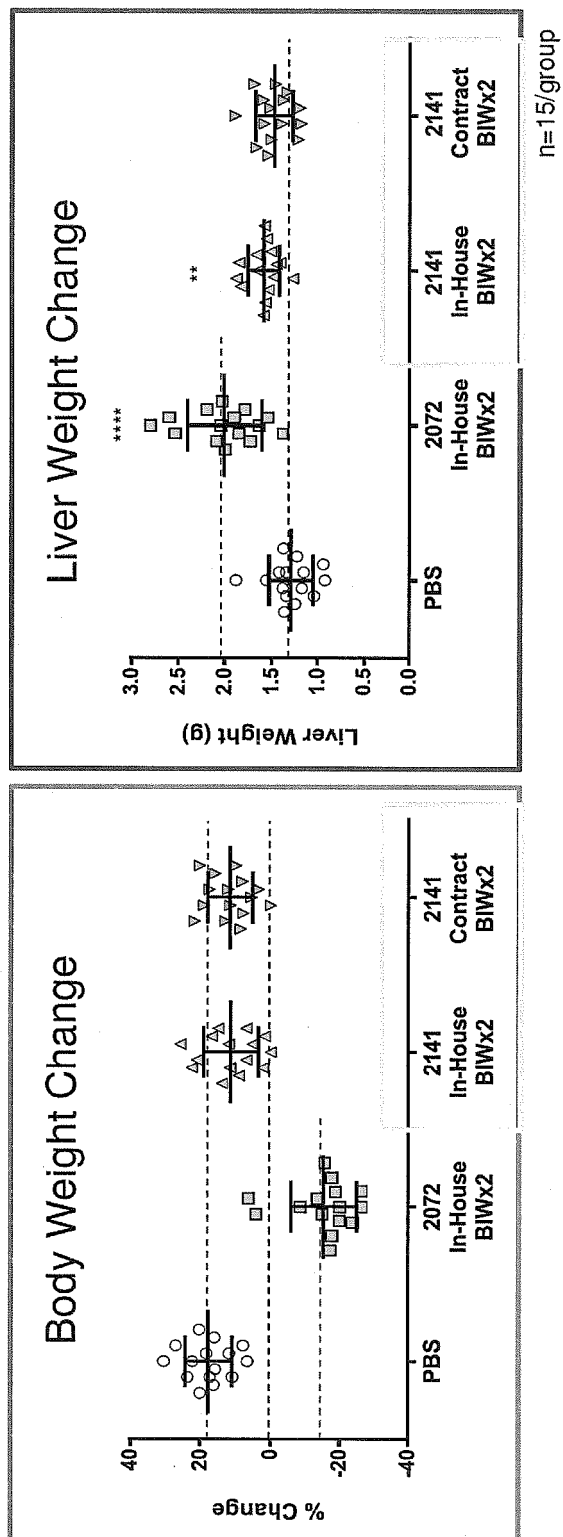 Body Weight Change
% Change
40
20
0
-20
-40
PBS
2072
In-House
BIWx2
2141
In-House
BIWx2
2141
Contract
BIWx2
Liver Weight Change
Liver Weight (g)
3.0
2.5
2.0
1.5
1.0
0.5
0.0
****
**
PBS
2072
In-House
BIWx2
2141
In-House
BIWx2
2141
Contract
BIWx2
n=15/group